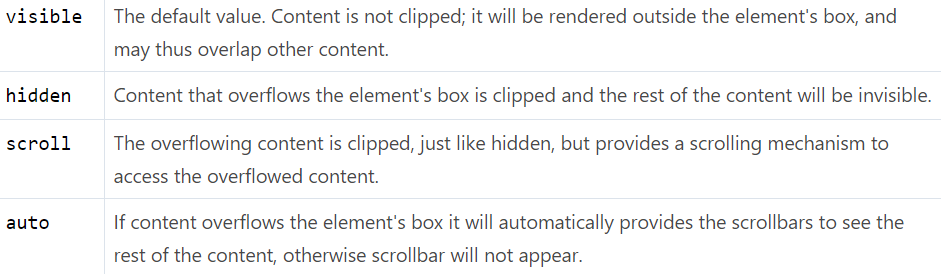 visible The default value. Content is not clipped; it will be rendered outside the element's box, and
may thus overlap other content.
hidden Content that overflows the element's box is clipped and the rest of the content will be invisible.
scroll The overflowing content is clipped, just like hidden, but provides a scrolling mechanism to
access the overflowed content.
auto If content overflows the element's box it will automatically provides the scrollbars to see the
rest of the content, otherwise scrollbar will not appear.